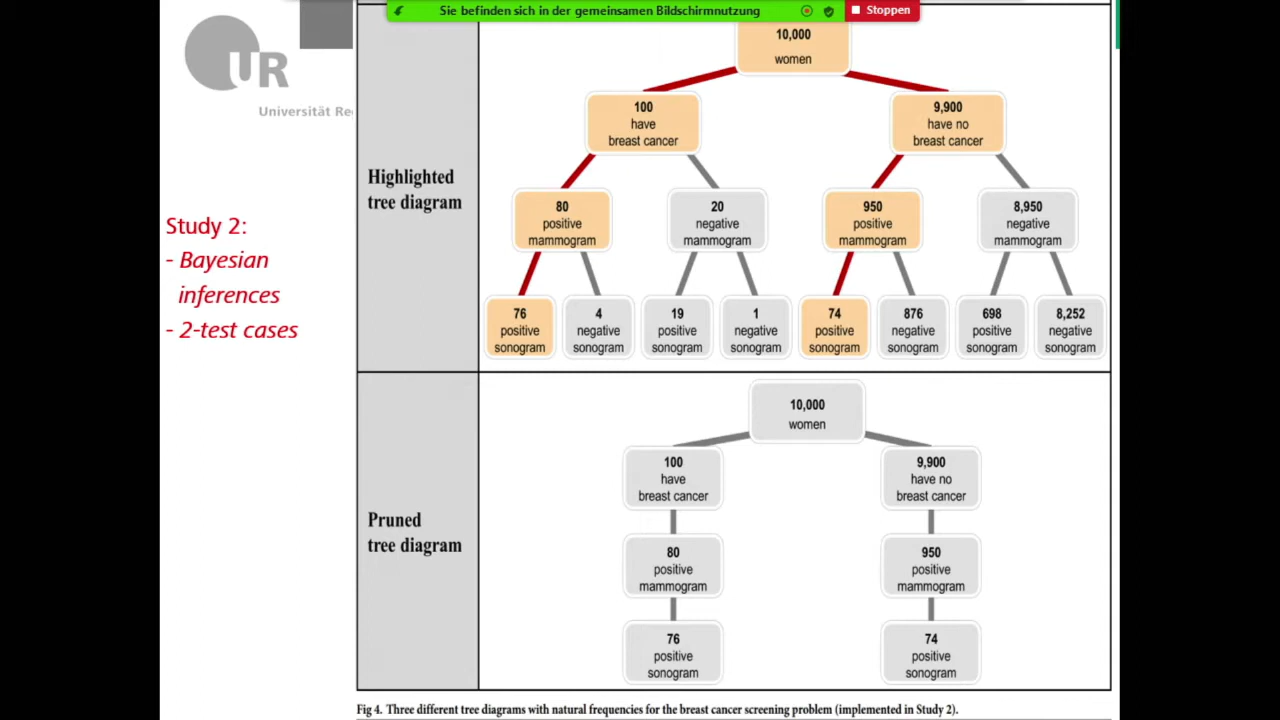 Sie befinden sich in der gemeinsamen Bildschirmnutzung
Stoppen
UR
Universität Re
Study 2:
- Bayesian
inferences
- 2-test cases
Highlighted
tree diagram
10,000
women
100
have
breast cancer
9,900
have no
breast cancer
80
positive
mammogram
20
negative
mammogram
950
positive
mammogram
8,950
negative
mammogram
76
positive
sonogram
4
negative
sonogram
19
positive
sonogram
1
negative
sonogram
74
positive
sonogram
876
negative
sonogram
698
positive
sonogram
8,252
negative
sonogram
Pruned
tree diagram
10,000
women
100
have
breast cancer
9,900
have no
breast cancer
80
positive
mammogram
950
positive
mammogram
76
positive
sonogram
74
positive
sonogram
Fig 4. Three different tree diagrams with natural frequencies for the breast cancer screening problem (implemented in Study 2).